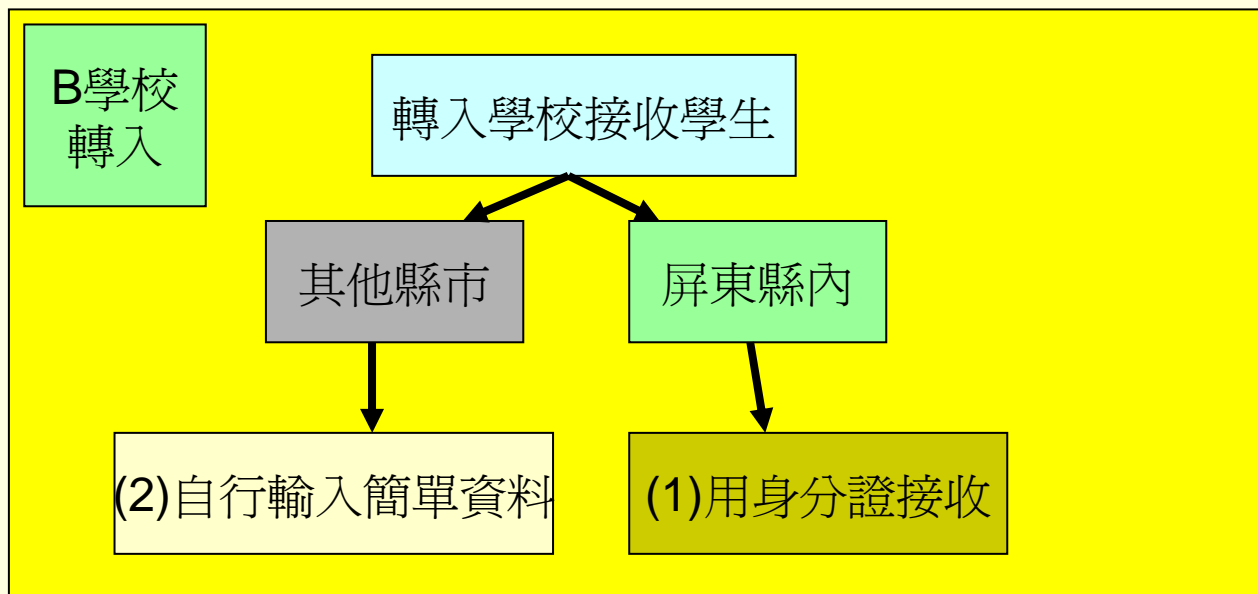 B學校
轉入
轉入學校接收學生
其他縣市
屏東縣內
(2)自行輸入簡單資料
(1)用身分證接收